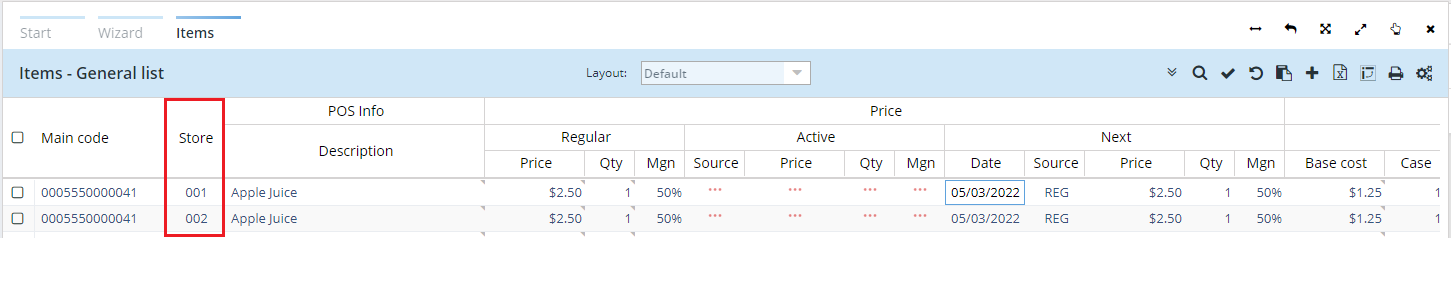 Start Wizard Items
Items - General list Layout: Default
POS Info Price
Main code Store Description Regular Active Next
Price Qty Mgn Source Price Qty Mgn Date Source Price Qty Mgn Base cost Case
0005550000041 001 Apple Juice $2.50 1 50% *** *** *** *** 05/03/2022 REG $2.50 1 50% $1.25 1
0005550000041 002 Apple Juice $2.50 1 50% *** *** *** *** 05/03/2022 REG $2.50 1 50% $1.25 1